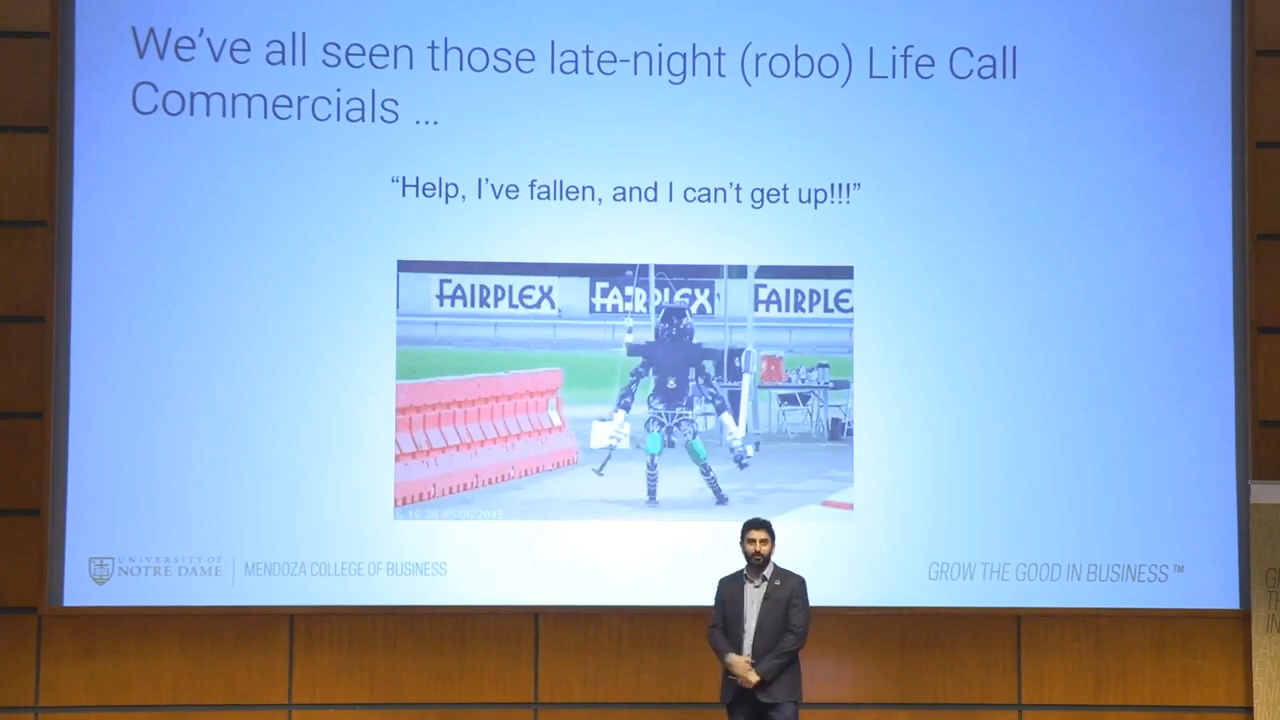 We've all seen those late-night (robo) Life Call
Commercials ...
“Help, I've fallen, and I can't get up!!!”
FAIRPLEX
FAIRPLEX
FAIRPLE
UNIVERSITY OF
NOTRE DAME
MENDOZA COLLEGE OF BUSINESS
GROW THE GOOD IN BUSINESS™